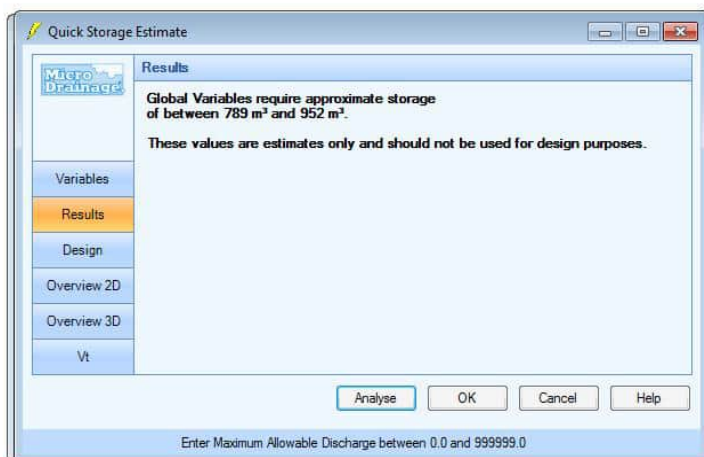 Quick Storage Estimate
Micro
Drainage
Results
Global Variables require approximate storage
of between 789 m³ and 952 m³.
These values are estimates only and should not be used for design purposes.
Variables
Results
Design
Overview 2D
Overview 3D
Vt
Analyse
OK
Cancel
Help
Enter Maximum Allowable Discharge between 0.0 and 999999.0